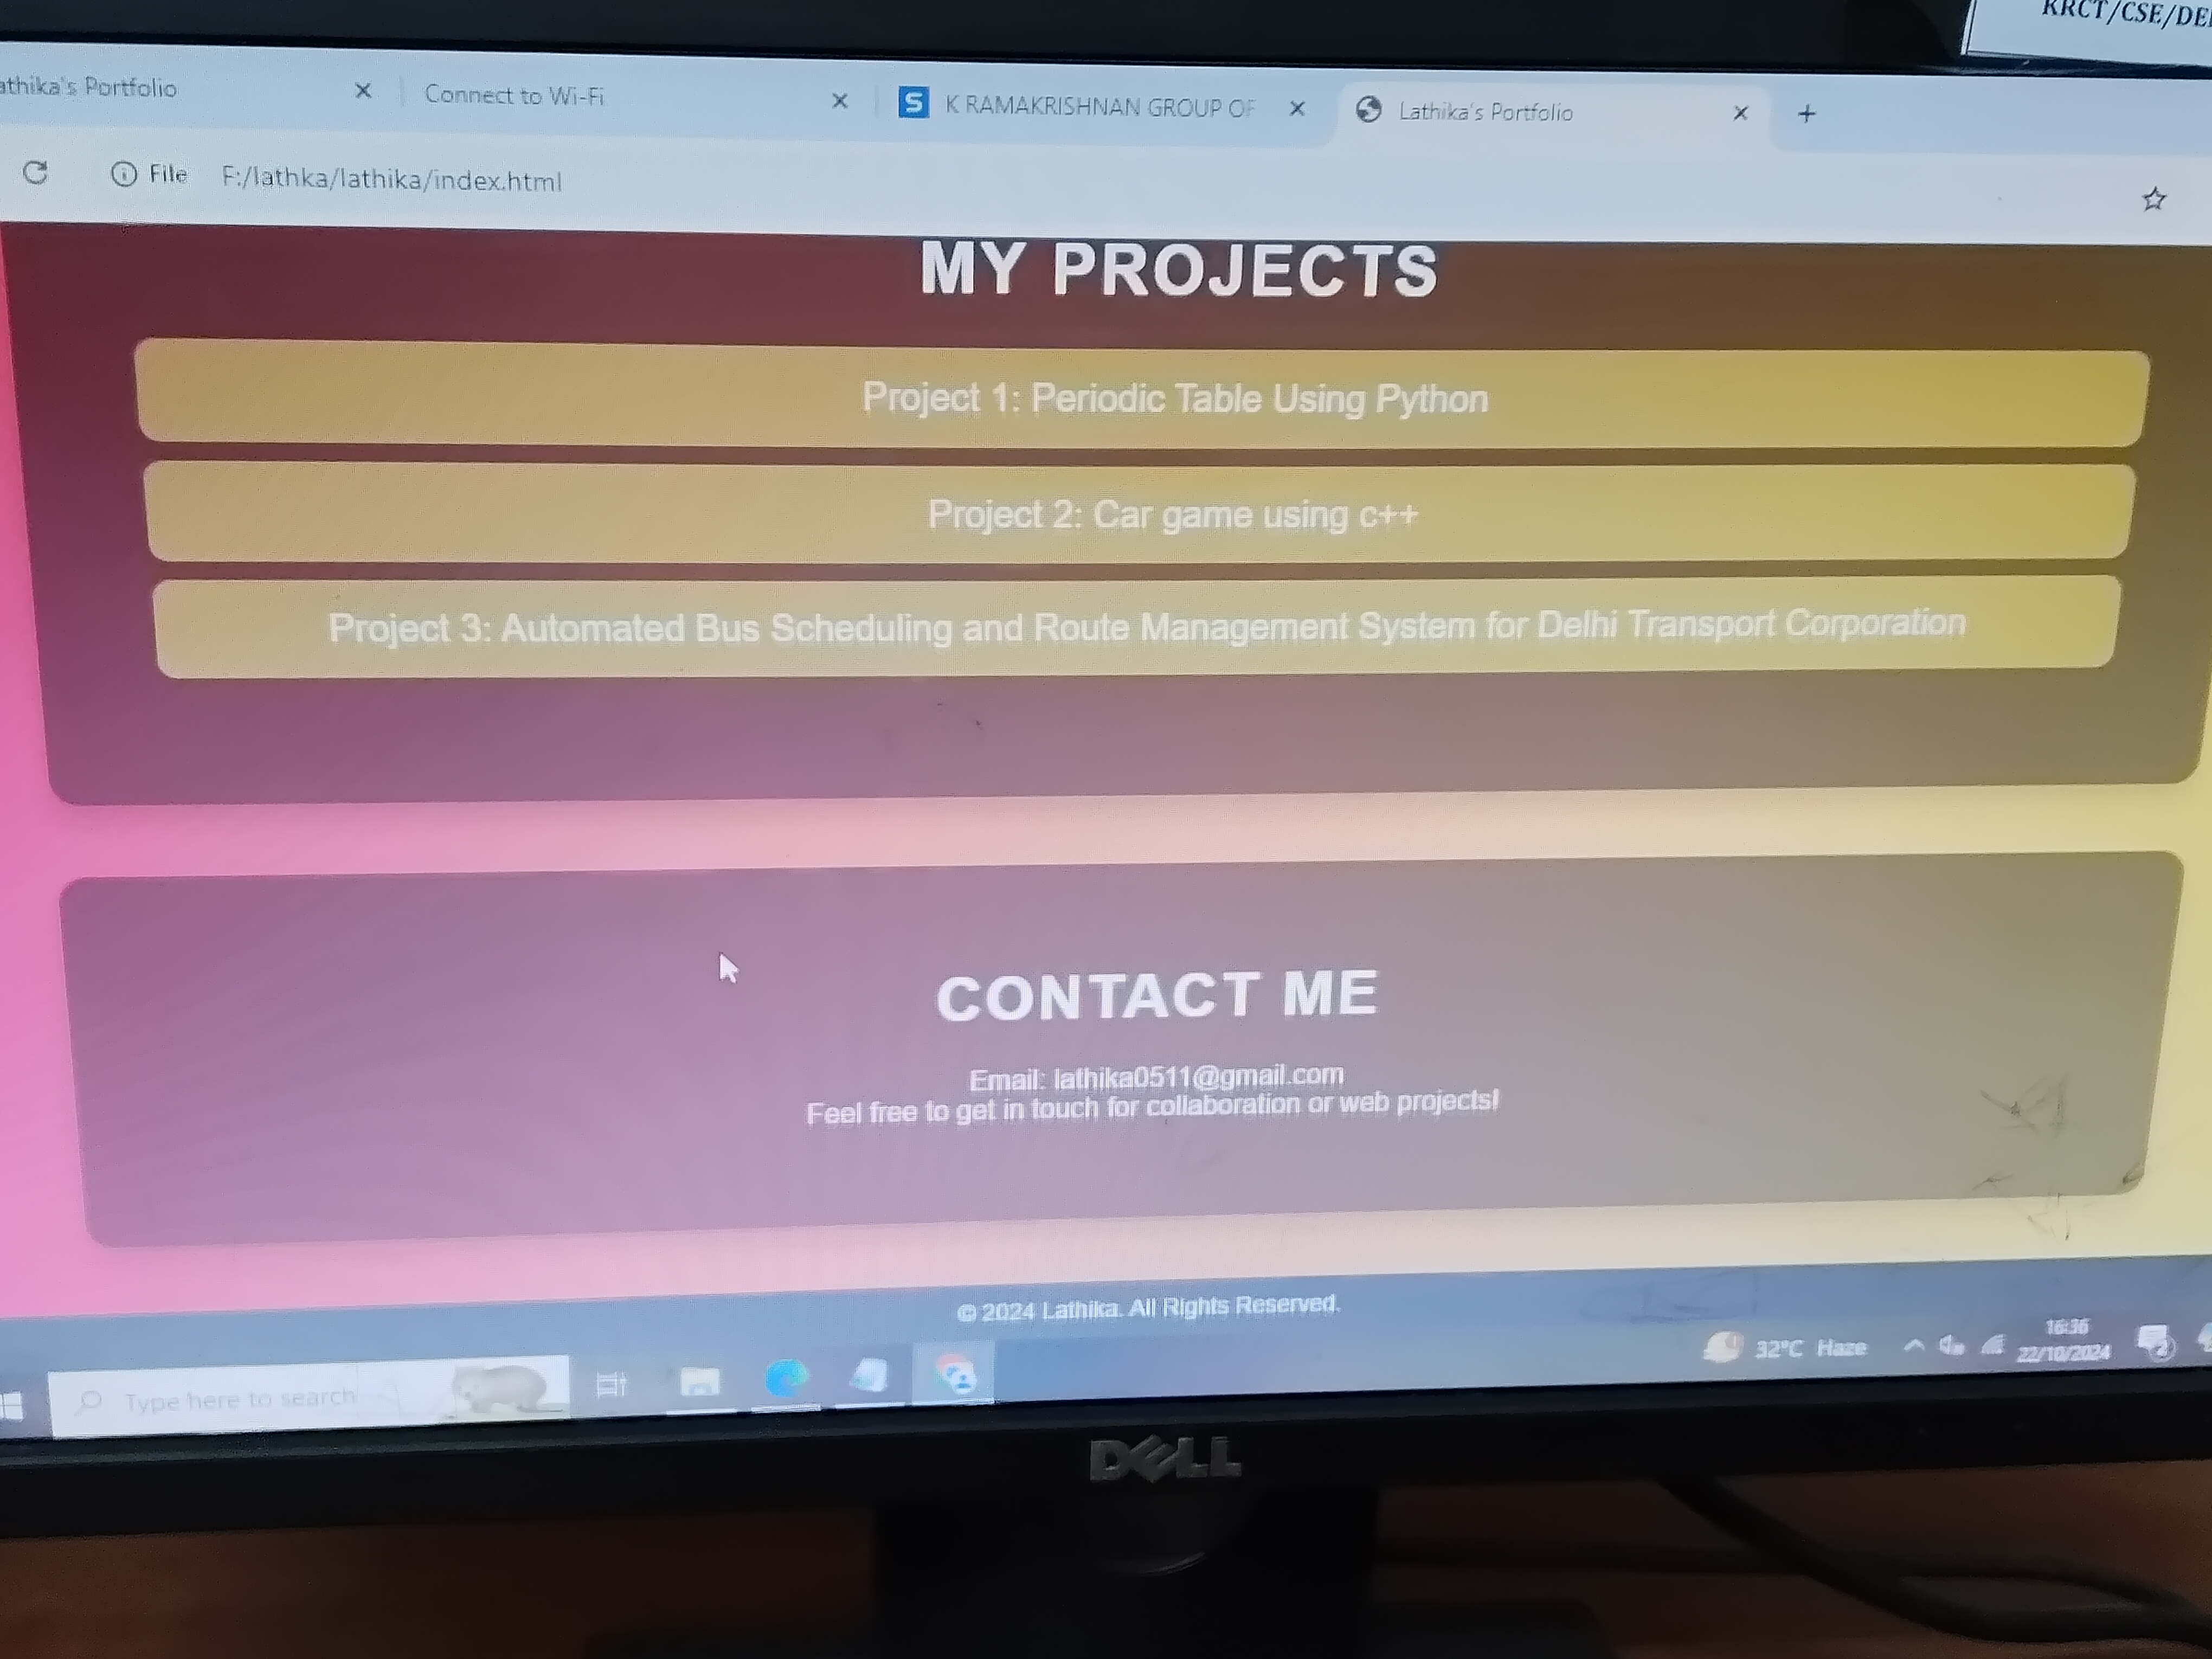 KRCT/CSE/DE
athika's Portfolio
Connect to Wi-Fi
S K RAMAKRISHNAN GROUP OF
Lathika's Portfolio
File F:/lathka/lathika/index.html
MY PROJECTS
Project 1: Periodic Table Using Python
Project 2: Car game using c++
Project 3: Automated Bus Scheduling and Route Management System for Delhi Transport Corporation
CONTACT ME
Email: lathika0511@gmail.com
Feel free to get in touch for collaboration or web projects!
© 2024 Lathika. All Rights Reserved.
Type here to search
32°C Haze
16:36
22/10/2024
2
DELL